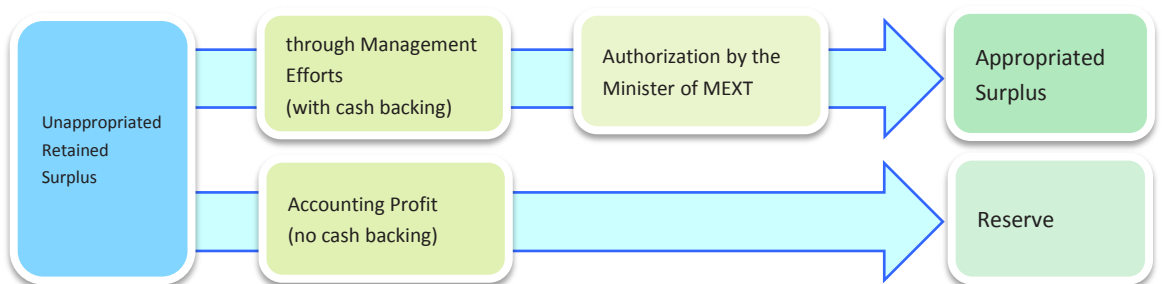 Unappropriated
Retained
Surplus
through Management
Efforts
(with cash backing)
Authorization by the
Minister of MEXT
Appropriated
Surplus
Accounting Profit
(no cash backing)
Reserve